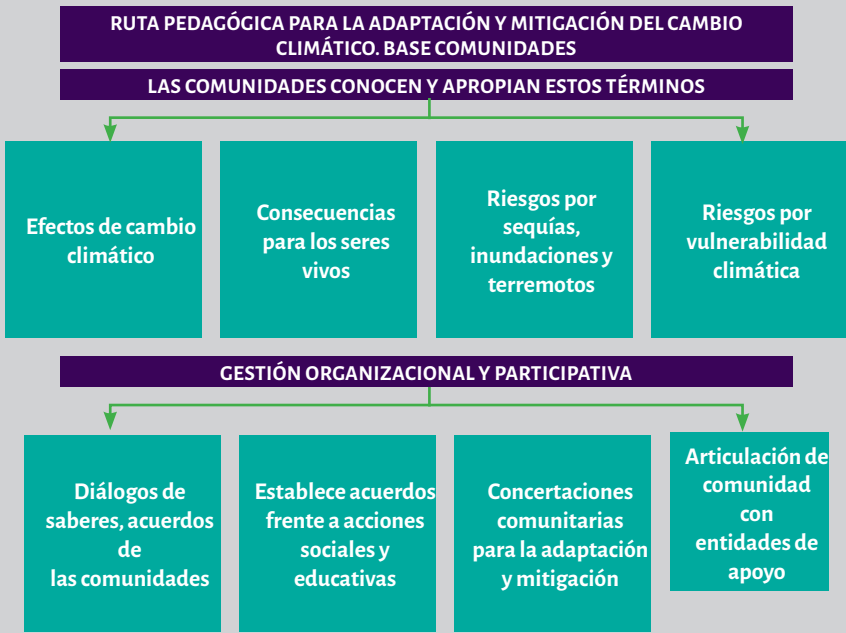 RUTA PEDAGÓGICA PARA LA ADAPTACIÓN Y MITIGACIÓN DEL CAMBIO
CLIMÁTICO. BASE COMUNIDADES
LAS COMUNIDADES CONOCEN Y APROPIAN ESTOS TÉRMINOS
Efectos de cambio
climático
Consecuencias
para los seres
vivos
Riesgos por
sequías,
inundaciones y
terremotos
Riesgos por
vulnerabilidad
climática
GESTIÓN ORGANIZACIONAL Y PARTICIPATIVA
Diálogos de
saberes, acuerdos
de
las comunidades
Establece acuerdos
frente a acciones
sociales y
educativas
Concertaciones
comunitarias
para la adaptación
y mitigación
Articulación de
comunidad
con
entidades de
apoyo